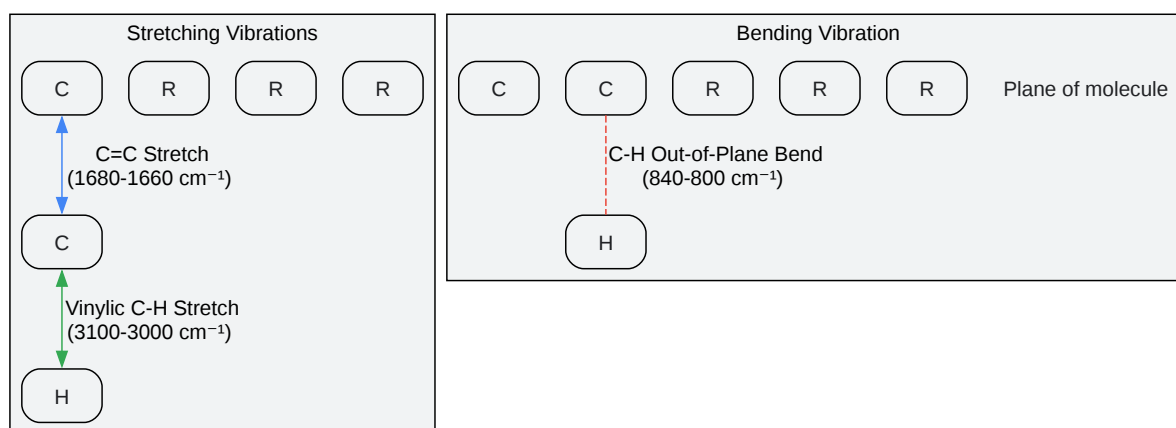 Stretching Vibrations
C
R
R
R
C=C Stretch
(1680-1660 cm⁻¹)
C
Vinylic C-H Stretch
(3100-3000 cm⁻¹)
H
Bending Vibration
C
C
R
R
R
Plane of molecule
C-H Out-of-Plane Bend
(840-800 cm⁻¹)
H